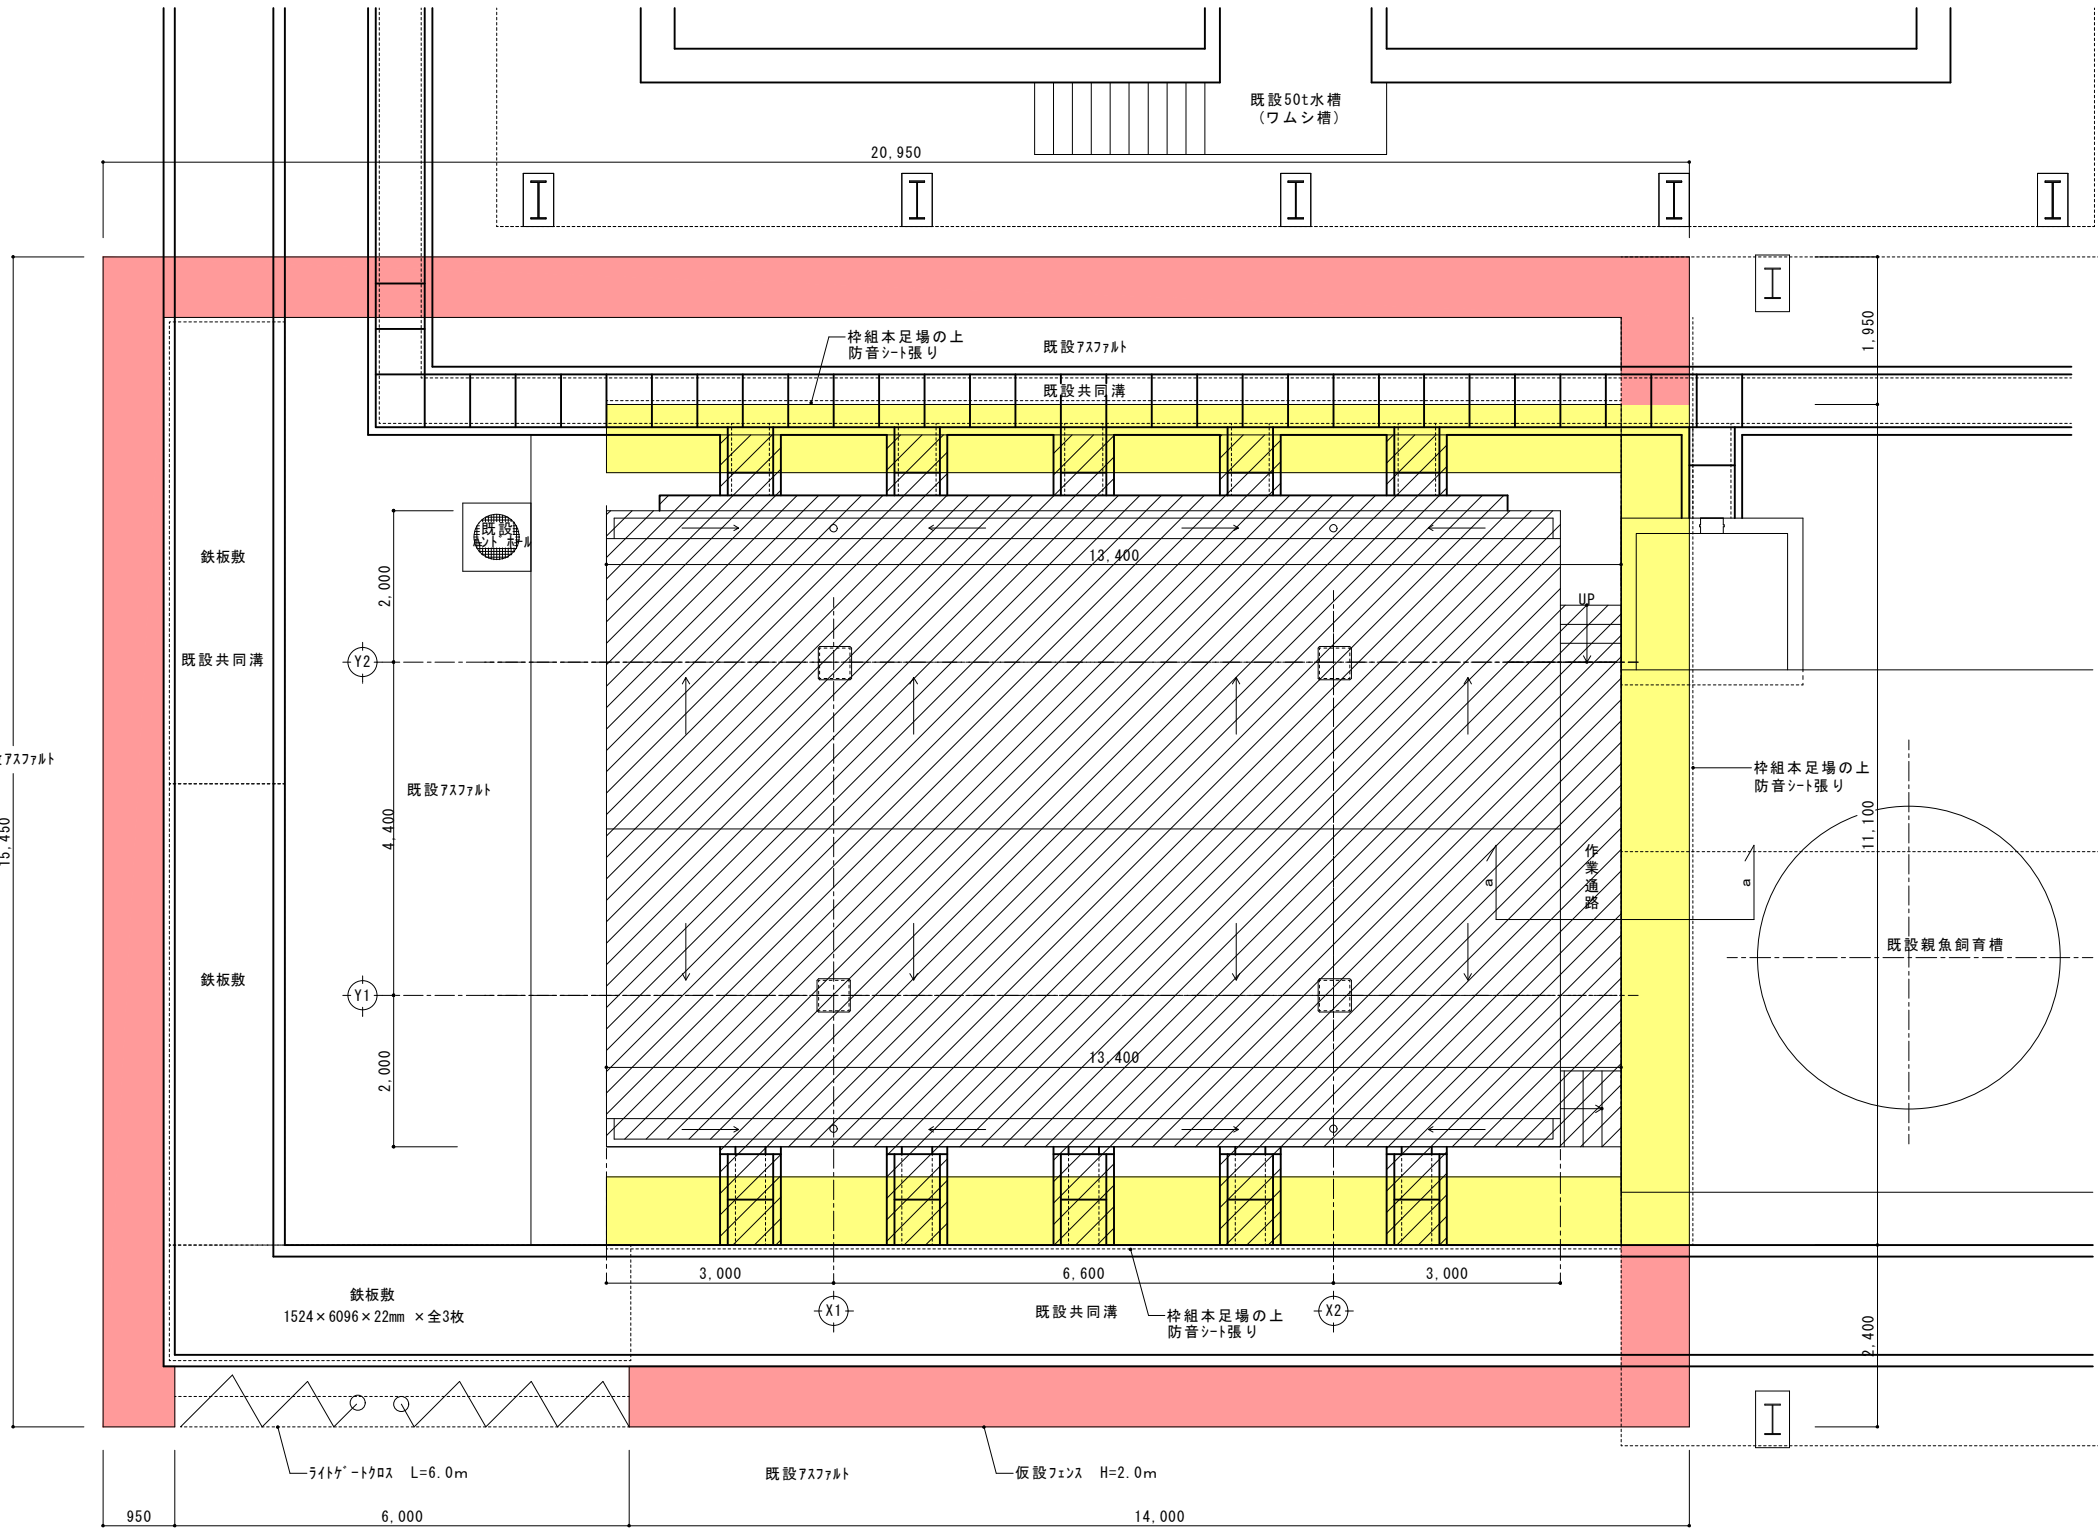 既設50t水槽
(ワムシ槽)
20,950
1,950
枠組本足場の上
防音シート張り
既設アスファルト
既設共同溝
既設
13,400
2,000
鉄板敷
UP
既設共同溝
Y2
アスファルト
既設アスファルト
枠組本足場の上
防音シート張り
15,450
4,400
11,100
作業通路
a
a
既設親魚飼育槽
鉄板敷
Y1
2,000
13,400
3,000
6,600
3,000
鉄板敷
1524×6096×22mm ×全3枚
X1
既設共同溝
枠組本足場の上
防音シート張り
X2
2,400
ライトゲートクロス L=6.0m
既設アスファルト
仮設フェンス H=2.0m
950
6,000
14,000